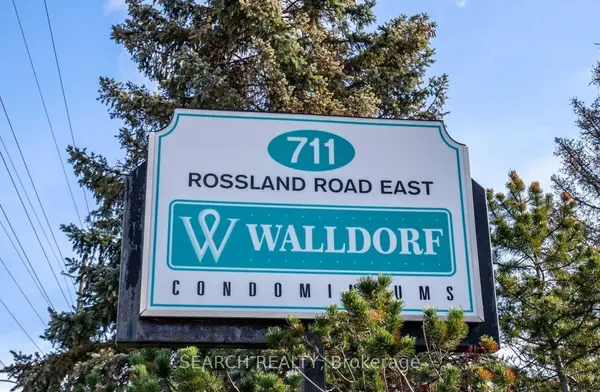 711
ROSSLAND ROAD EAST
W WALLDORF
CONDOMINIUMS
SEARCH REALTY, Brokerage